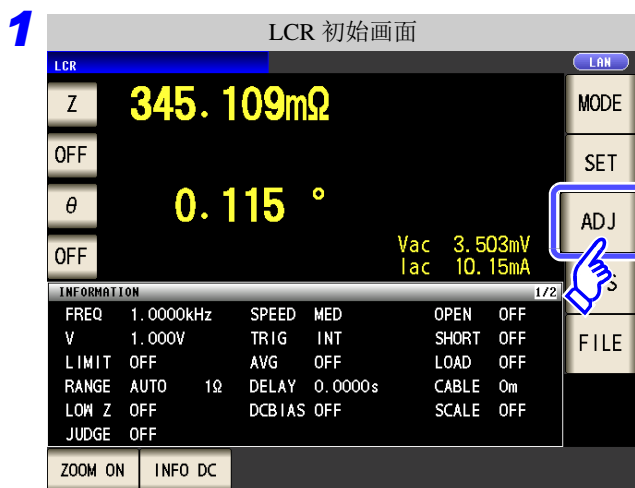 1
LCR 初始画面
LCR
LAN
Z 345.109mΩ
MODE
OFF
SET
θ 0.115 °
ADJ
OFF
Vac 3.503mV
Iac 10.15mA
S
INFORMATION 1/2
FREQ 1.0000kHz SPEED MED OPEN OFF
V 1.000V TRIG INT SHORT OFF
FILE
LIMIT OFF AVG OFF LOAD OFF
RANGE AUTO 1Ω DELAY 0.0000s CABLE 0m
LOW Z OFF DCBIAS OFF SCALE OFF
JUDGE OFF
ZOOM ON INFO DC